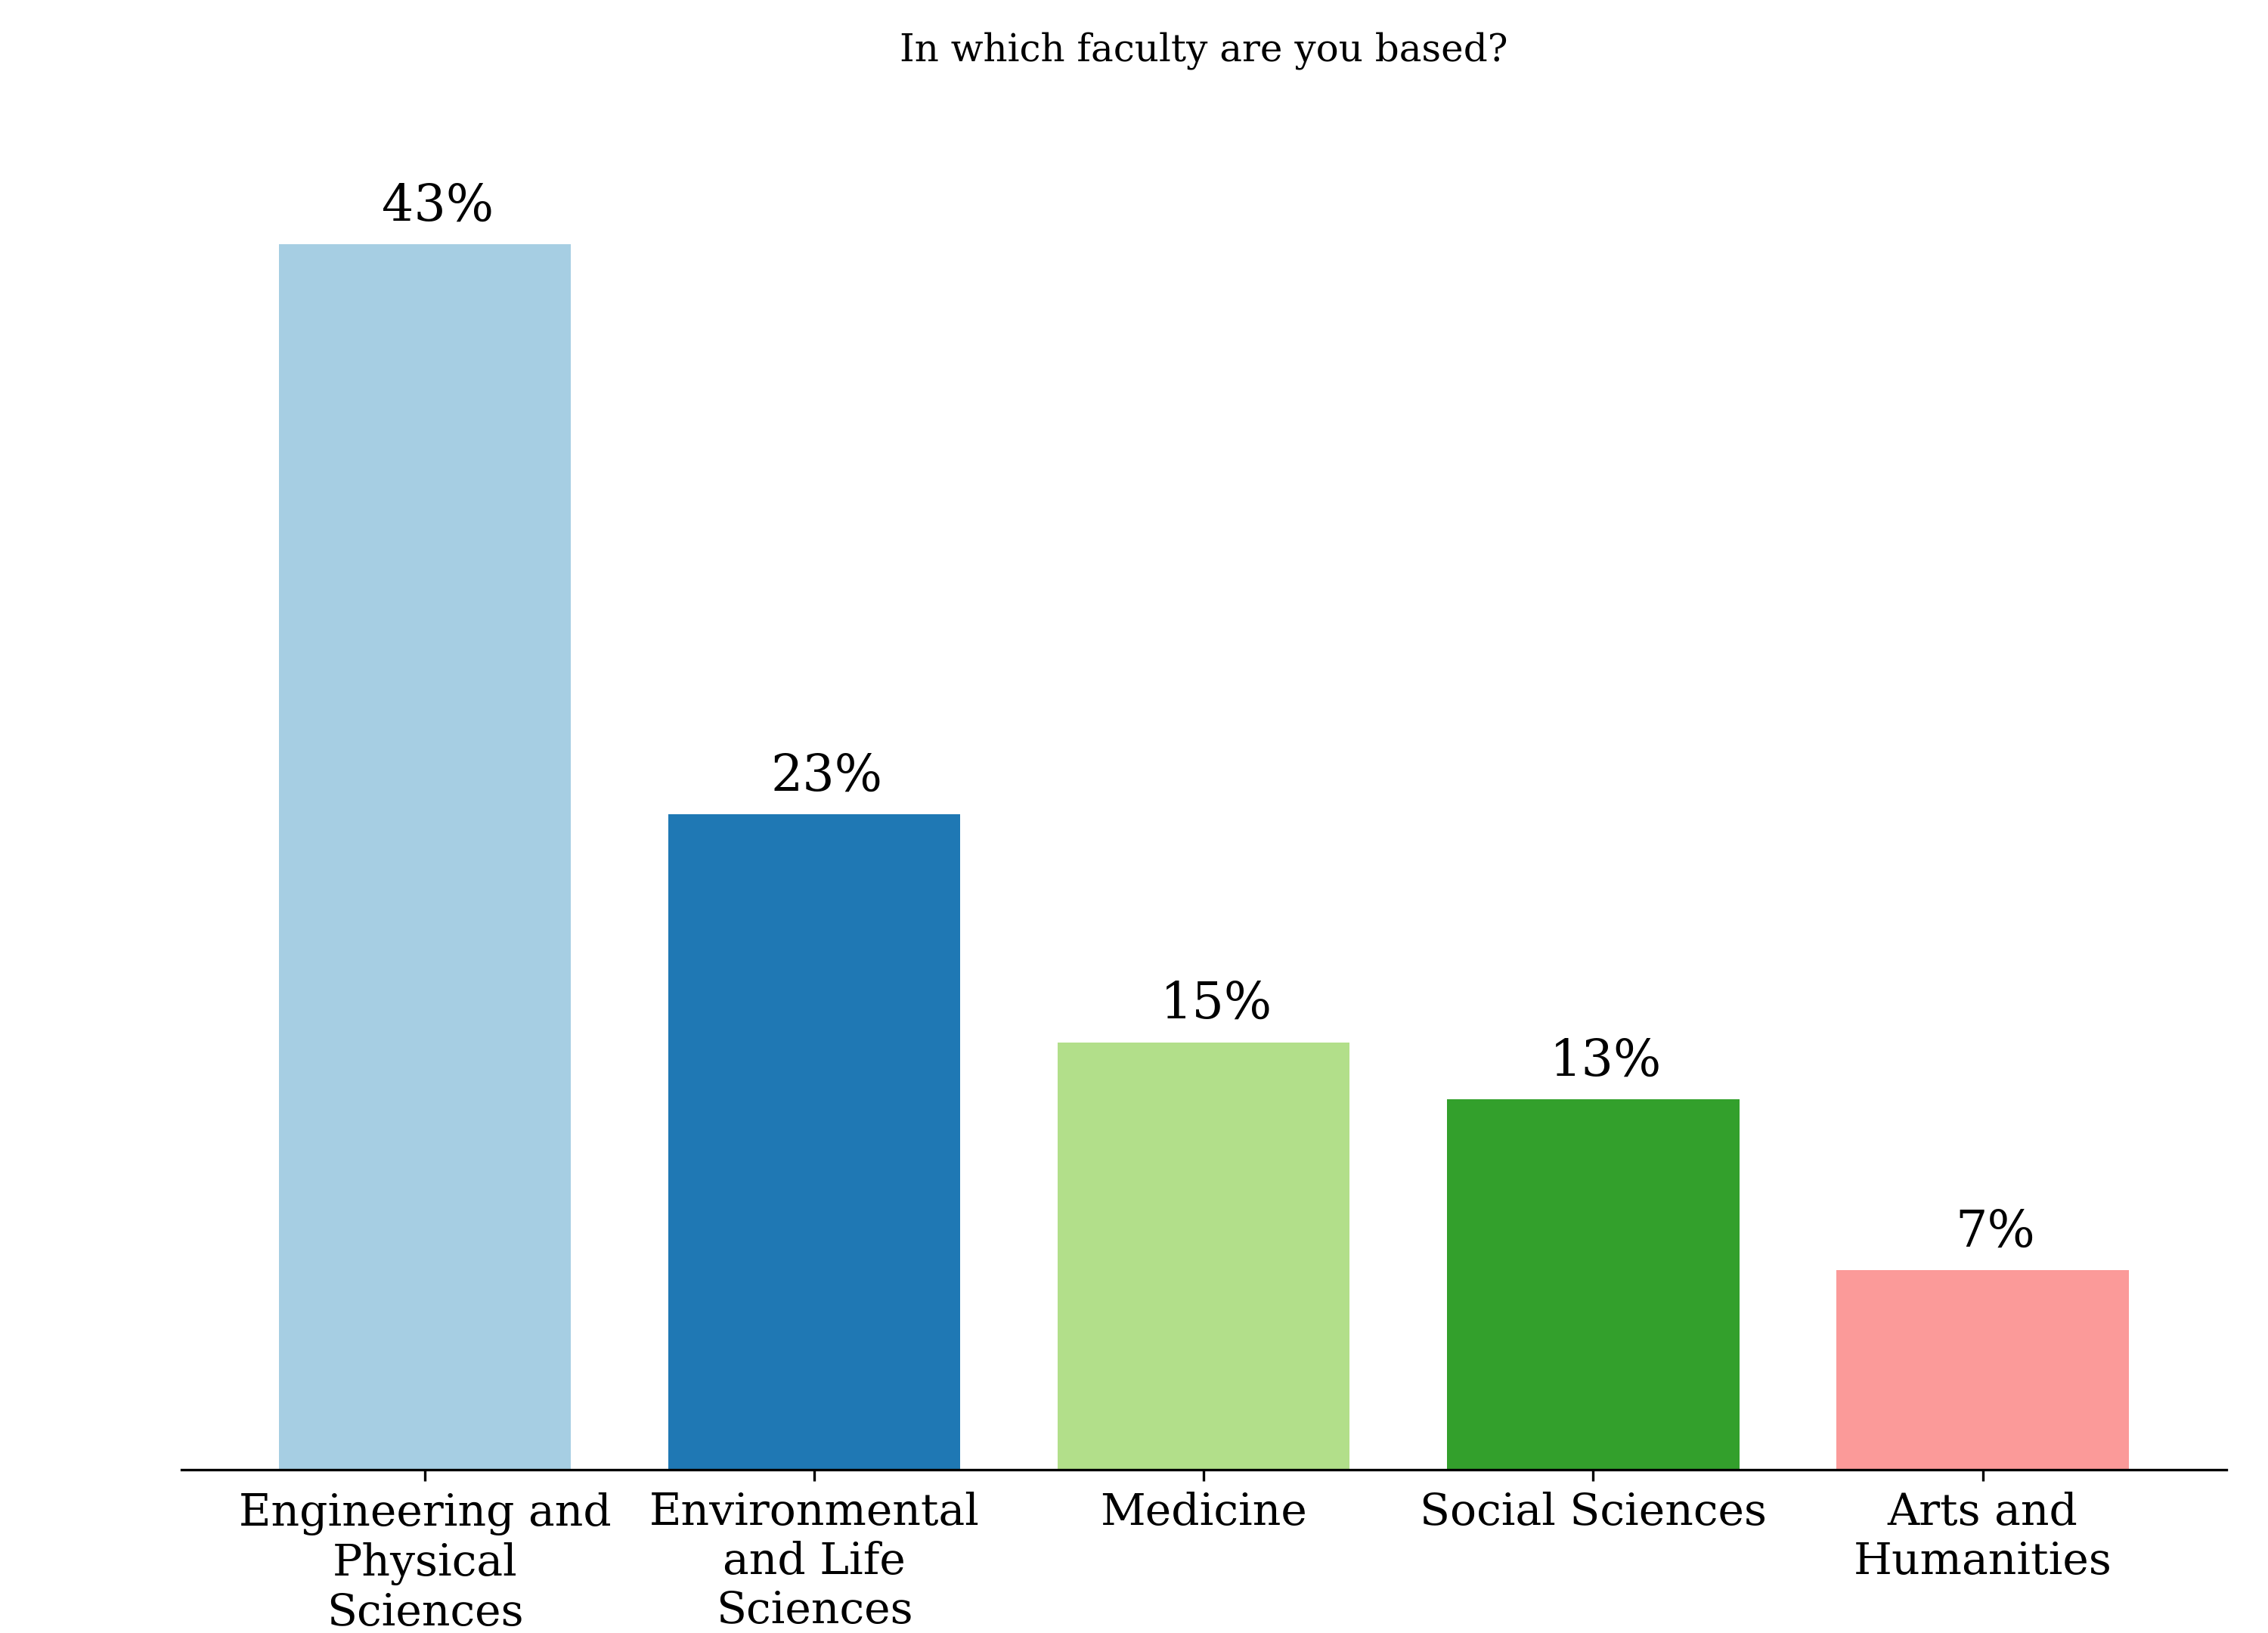 In which faculty are you based?
43%
23%
15%
13%
7%
Engineering and
Physical
Sciences
Environmental
and Life
Sciences
Medicine
Social Sciences
Arts and
Humanities